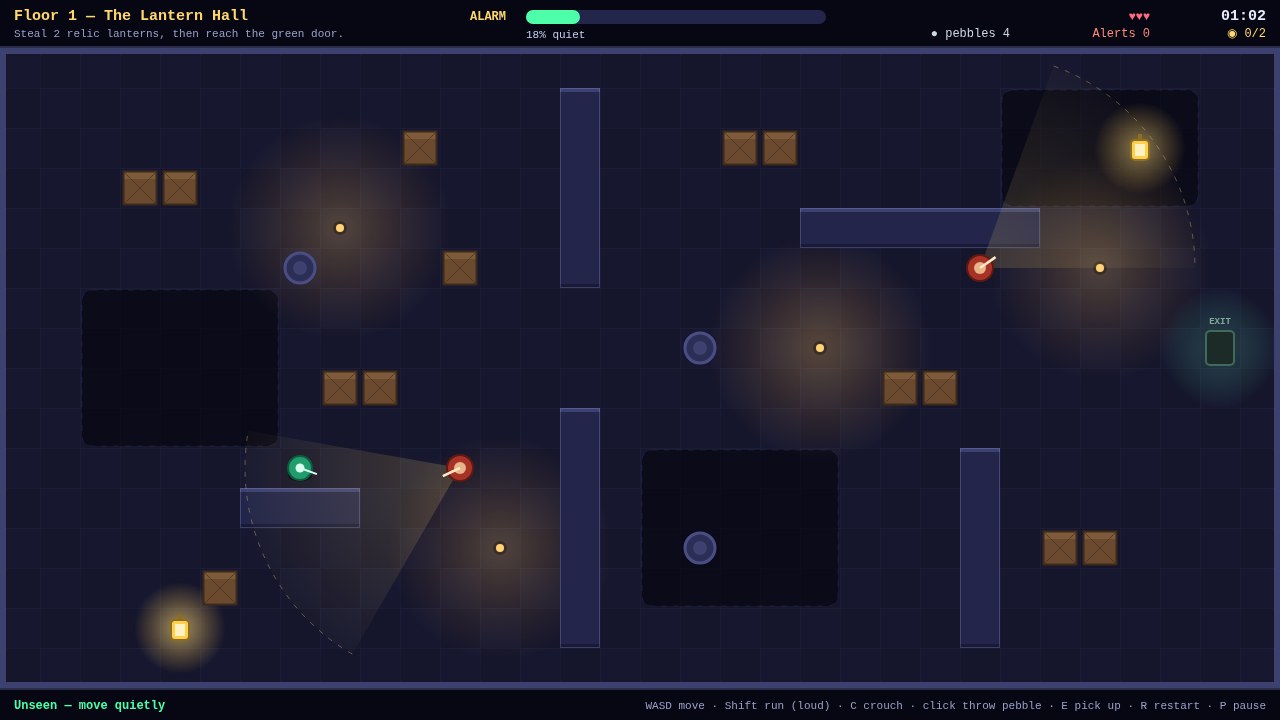 Floor 1 — The Lantern Hall
Steal 2 relic lanterns, then reach the green door.
ALARM
18% quiet
● pebbles 4
♥♥♥
Alerts 0
01:02
◉ 0/2
EXIT
Unseen — move quietly
WASD move · Shift run (loud) · C crouch · click throw pebble · E pick up · R restart · P pause